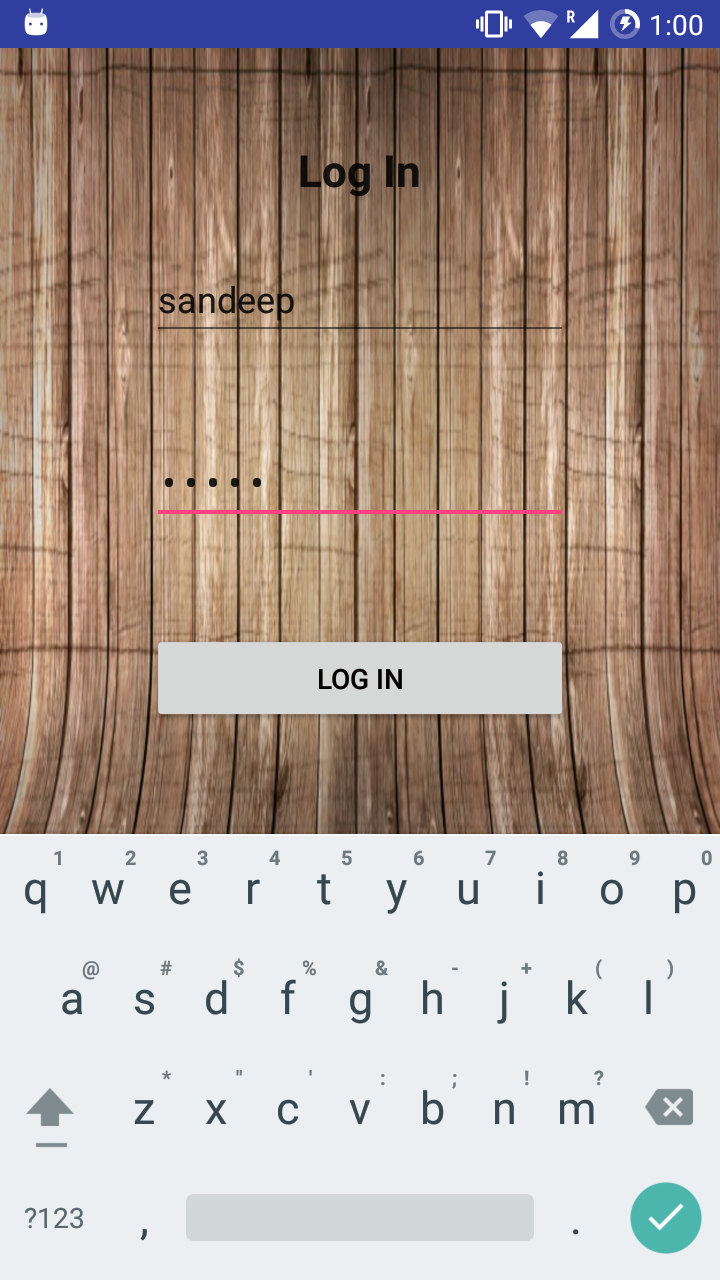 R 1:00
Log In
sandeep
•••••
LOG IN
1 2 3 4 5 6 7 8 9 0
q w e r t y u i o p
@ # $ % & - + ( )
a s d f g h j k l
* " ' : ; ! ?
z x c v b n m
?123 , .